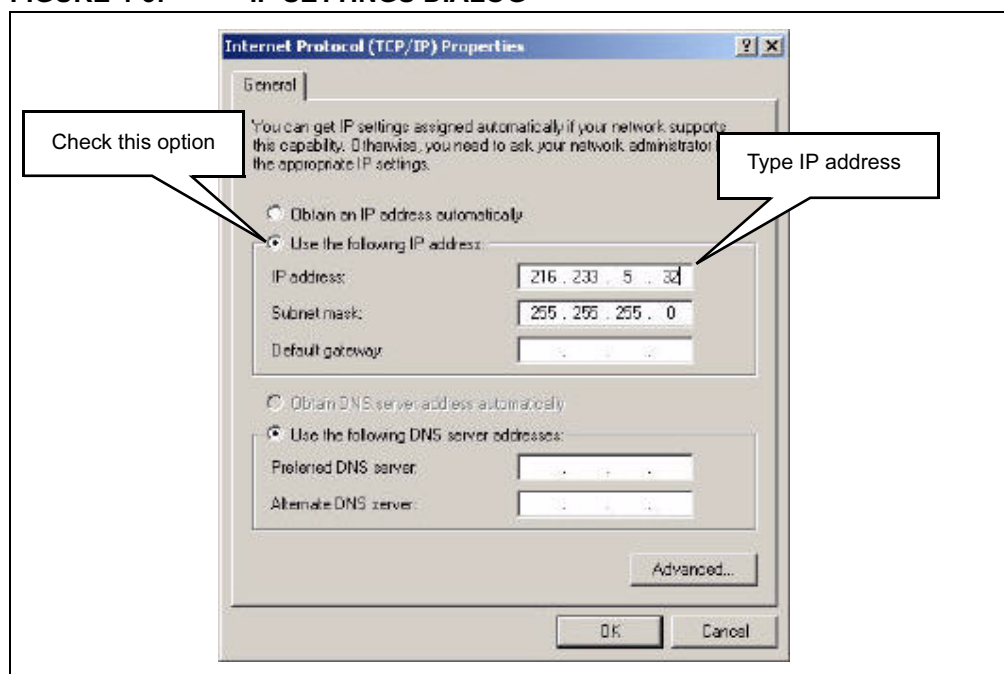 IP SETTINGS DIALOG
Internet Protocol (TCP/IP) Properties
General
Check this option
You can get IP settings assigned automatically if your network supports
this capability. Otherwise, you need to ask your network administrator
the appropriate IP settings.
Type IP address
Obtain an IP address automatically
Use the following IP address:
IP address: 216 . 233 . 5 . 32
Subnet mask: 255 . 255 . 255 . 0
Default gateway: . . .
Obtain DNS server address automatically
Use the following DNS server addresses:
Preferred DNS server: . . .
Alternate DNS server: . . .
Advanced...
OK Cancel